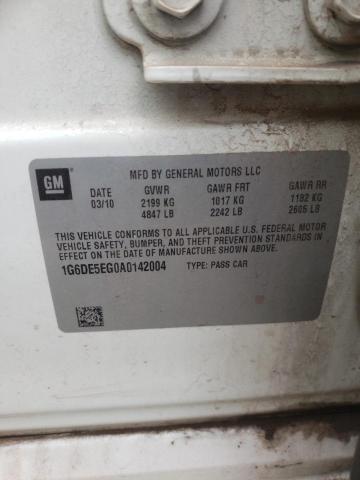 GM
MFD BY GENERAL MOTORS LLC
DATE GVWR GAWR FRT GAWR RR
03/10 2199 KG 1017 KG 1182 KG
4847 LB 2242 LB 2605 LB
THIS VEHICLE CONFORMS TO ALL APPLICABLE U.S. FEDERAL MOTOR
VEHICLE SAFETY, BUMPER, AND THEFT PREVENTION STANDARDS IN
EFFECT ON THE DATE OF MANUFACTURE SHOWN ABOVE.
1G6DE5EG0A0142004 TYPE: PASS CAR